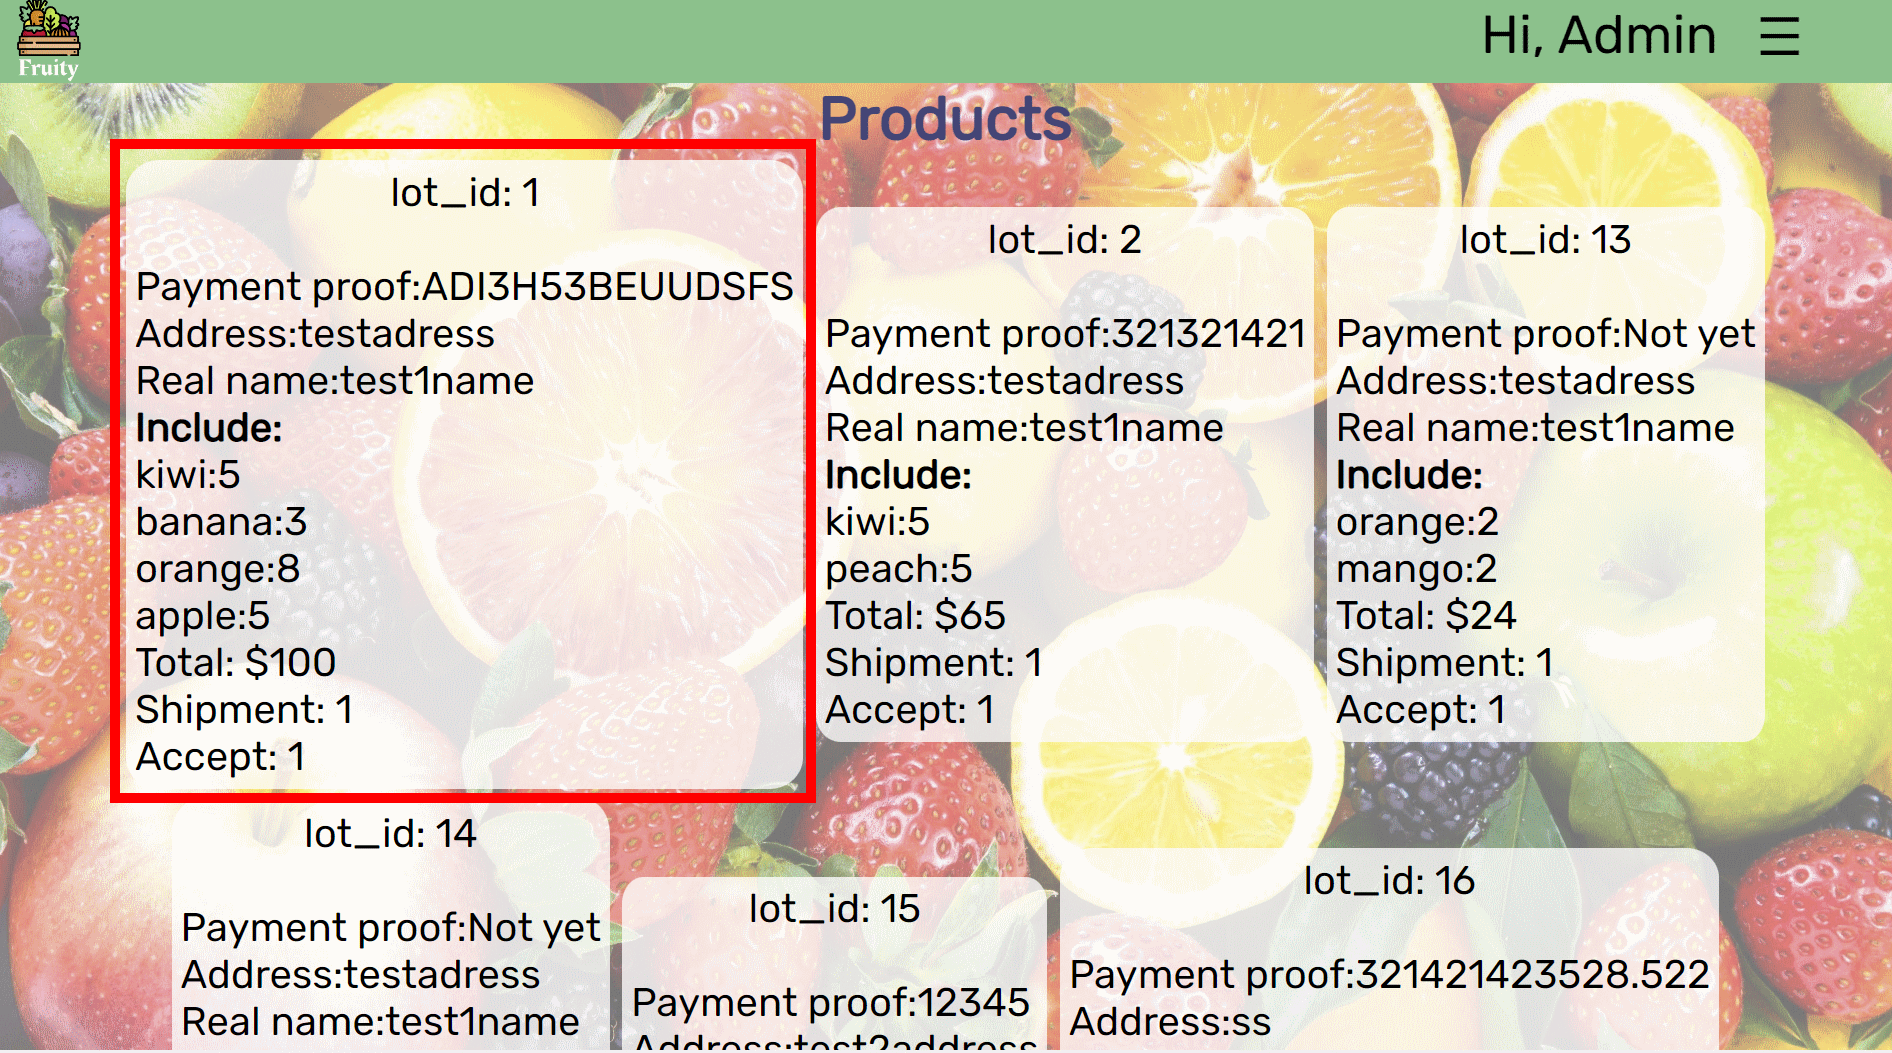 Fruity
Hi, Admin
Products
lot_id: 1
Payment proof:ADI3H53BEUUDSFS
Address:testadress
Real name:test1name
Include:
kiwi:5
banana:3
orange:8
apple:5
Total: $100
Shipment: 1
Accept: 1
lot_id: 2
Payment proof:321321421
Address:testadress
Real name:test1name
Include:
kiwi:5
peach:5
Total: $65
Shipment: 1
Accept: 1
lot_id: 13
Payment proof:Not yet
Address:testadress
Real name:test1name
Include:
orange:2
mango:2
Total: $24
Shipment: 1
Accept: 1
lot_id: 14
Payment proof:Not yet
Address:testadress
Real name:test1name
lot_id: 15
Payment proof:12345
Address:test2address
lot_id: 16
Payment proof:321421423528.522
Address:ss